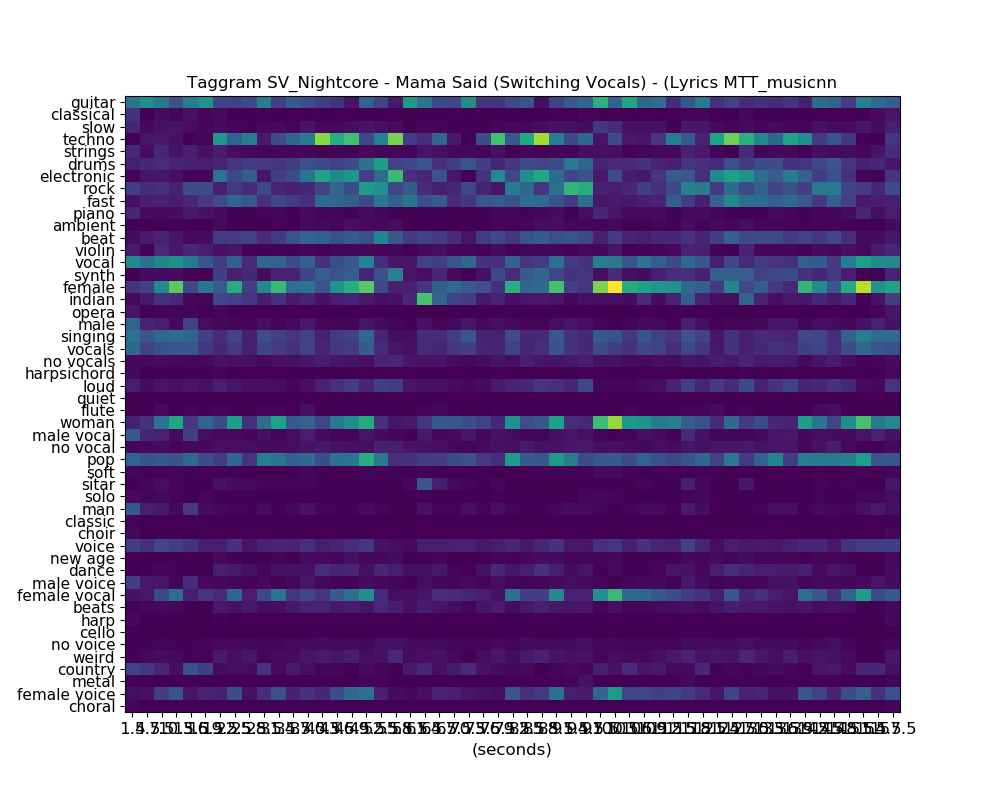 Taggram SV_Nightcore - Mama Said (Switching Vocals) - (Lyrics MTT_musicnn
guitar
classical
slow
techno
strings
drums
electronic
rock
fast
piano
ambient
beat
violin
vocal
synth
female
indian
opera
male
singing
vocals
no vocals
harpsichord
loud
quiet
flute
woman
male vocal
no vocal
pop
soft
sitar
solo
man
classic
choir
voice
new age
dance
male voice
female vocal
beats
harp
cello
no voice
weird
country
metal
female voice
choral
(seconds)